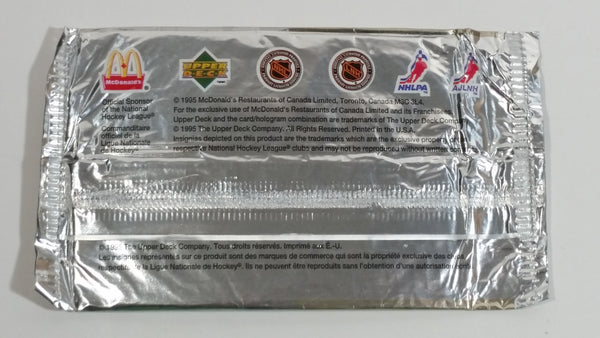 McDonald's
UPPER DECK
NHL
NHL
NHLPA
AJLNH
Official Sponsor
of the National
Hockey League®
Commanditaire
officiel de la
Ligue Nationale
de Hockey®
© 1995 McDonald's Restaurants of Canada Limited, Toronto, Canada M3C 3L4.
For the exclusive use of McDonald's Restaurants of Canada Limited and its Franchisees.
Upper Deck and the card/hologram combination are trademarks of The Upper Deck Company.
© 1995 The Upper Deck Company. All Rights Reserved. Printed in the U.S.A.
Insignias depicted on this product are the trademarks which are the exclusive property
respective National Hockey League® clubs and may not be reproduced without written
© 1995 The Upper Deck Company. Tous droits réservés. Imprimé aux É.-U.
Les insignes représentés sur ce produit sont des marques de commerce qui sont la propriété exclusive des clubs
respectifs de la Ligue Nationale de Hockey®. Ils ne peuvent être reproduits sans l'obtention d'une autorisation